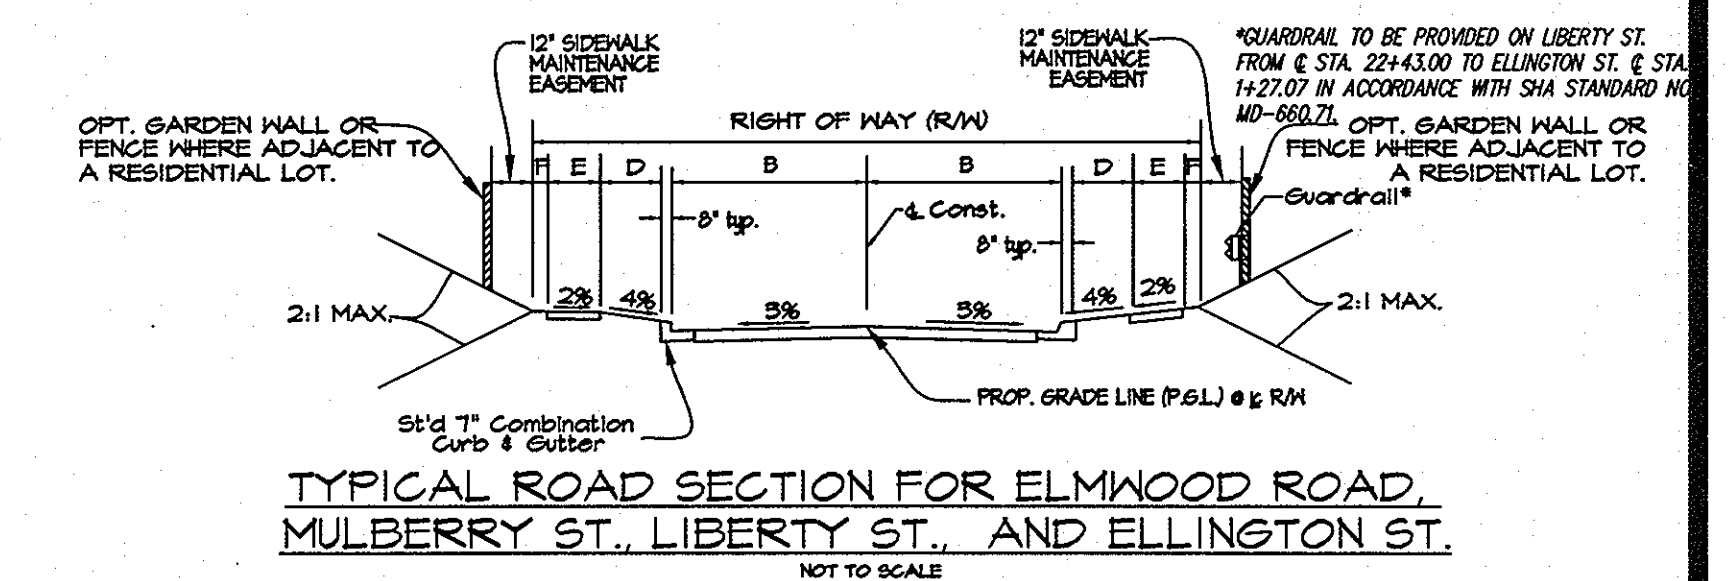 12" SIDEWALK
MAINTENANCE
EASEMENT
12" SIDEWALK
MAINTENANCE
EASEMENT
*GUARDRAIL TO BE PROVIDED ON LIBERTY ST.
FROM ℄ STA. 22+43.00 TO ELLINGTON ST. ℄ STA.
1+27.07 IN ACCORDANCE WITH SHA STANDARD NO
MD-660.71.
OPT. GARDEN WALL OR
FENCE WHERE ADJACENT TO
A RESIDENTIAL LOT.
RIGHT OF WAY (R/W)
OPT. GARDEN WALL OR
FENCE WHERE ADJACENT TO
A RESIDENTIAL LOT.
F E D B B D E F
Guardrail*
8" typ.
℄ Const.
8" typ.
2% 4% 3% 3% 4% 2%
2:1 MAX.
2:1 MAX.
PROP. GRADE LINE (P.G.L.) @ ℄ R/W
St'd 7" Combination
Curb & Gutter
TYPICAL ROAD SECTION FOR ELMWOOD ROAD,
MULBERRY ST., LIBERTY ST., AND ELLINGTON ST.
NOT TO SCALE